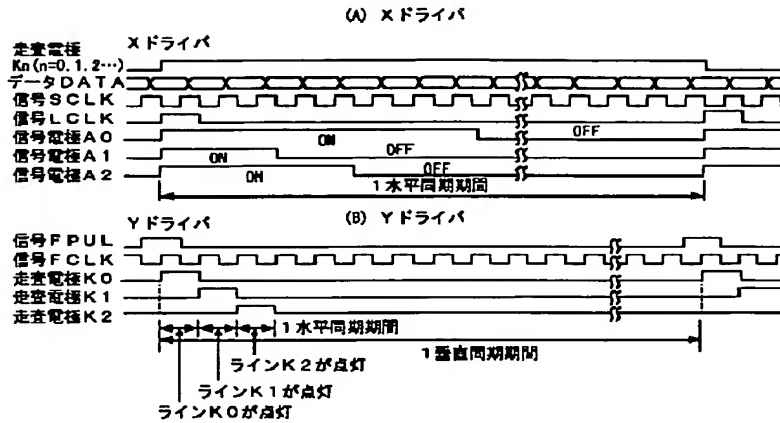 (A) Xドライバ
走査電極 Xドライバ
Kn(n=0.1.2…)
データDATA
信号SCLK
信号LCLK
信号電極A0 ON OFF
信号電極A1 ON OFF
信号電極A2 ON OFF
1水平同期期間
Yドライバ (B) Yドライバ
信号FPUL
信号FCLK
走査電極K0
走査電極K1
走査電極K2
1水平同期期間
1垂直同期期間
ラインK2が点灯
ラインK1が点灯
ラインK0が点灯